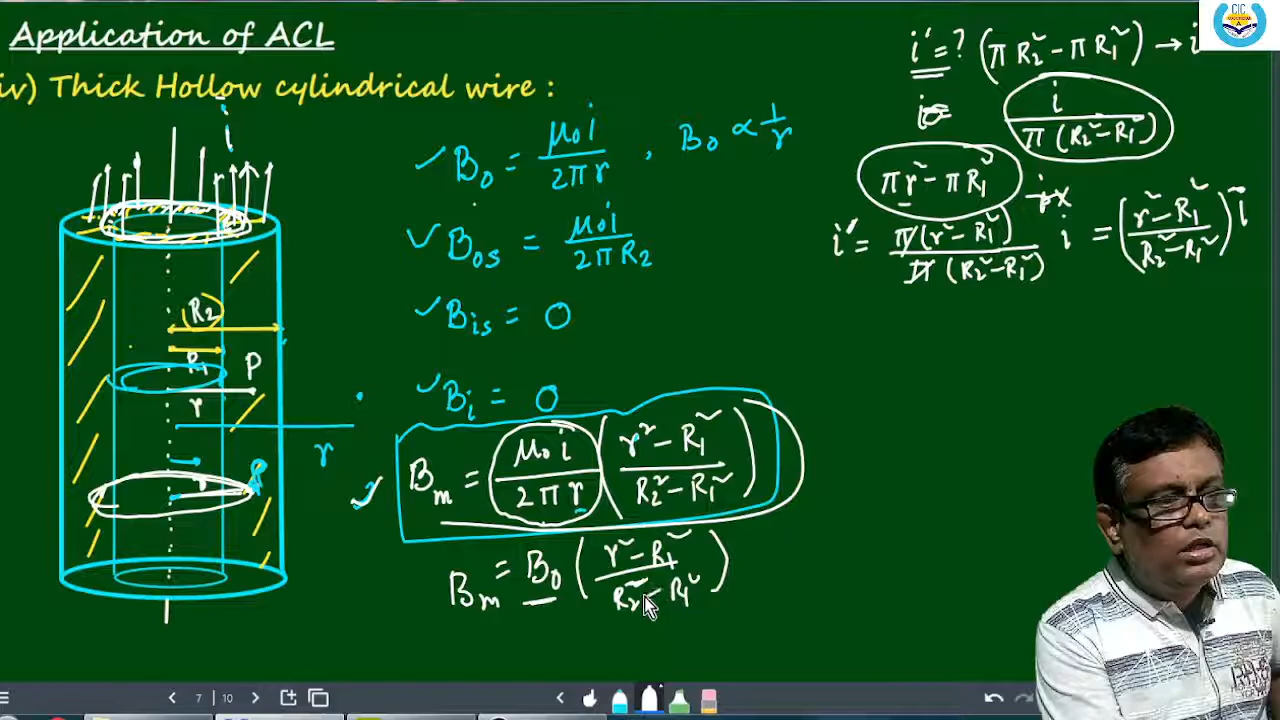 Application of ACL
iv) Thick Hollow cylindrical wire :
B₀ = μ₀i / 2πr , B₀ ∝ 1/r
B₀s = μ₀i / 2πR₂
Bis = 0
Bi = 0
Bm = μ₀i / 2πr ( r² - R₁² / R₂² - R₁² )
Bm = B₀ ( r² - R₁² / R₂² - R₁² )
i' = ? (πR₂² - πR₁²) → i
i / π(R₂² - R₁²)
πr² - πR₁²
i' = π(r² - R₁²) / π(R₂² - R₁²) i = ( r² - R₁² / R₂² - R₁² ) i
R₂
R₁
P
r
r
r
CIC
7 / 10